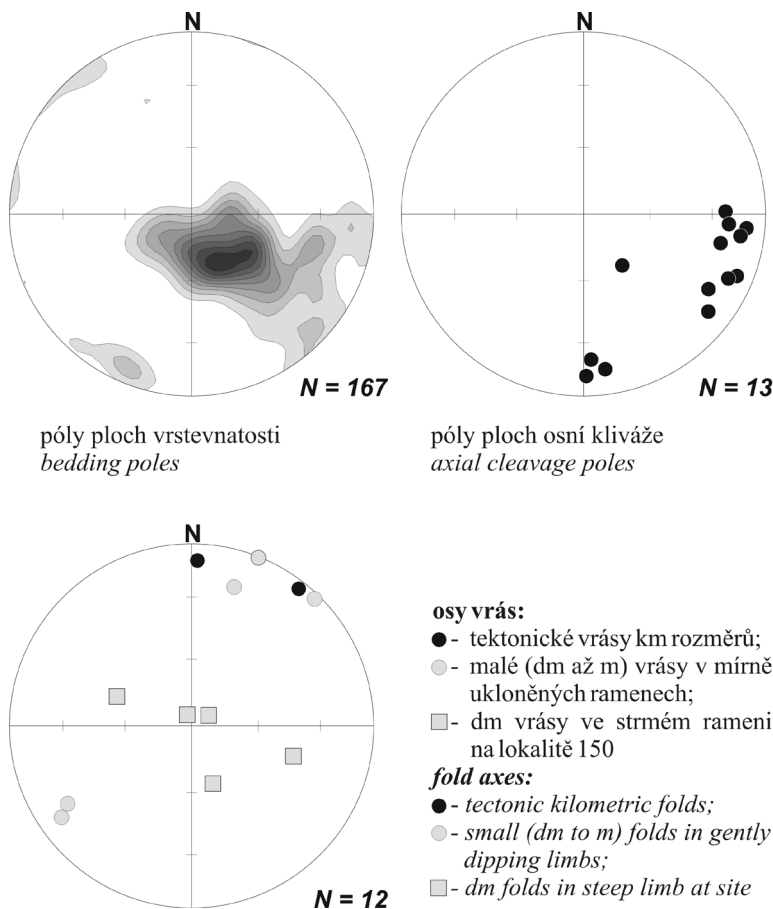 N
N
N = 167
N = 13
póly ploch vrstevnatosti
bedding poles
póly ploch osní kliváže
axial cleavage poles
N
osy vrás:
- tektonické vrásy km rozměrů;
- malé (dm až m) vrásy v mírně
ukloněných ramenech;
- dm vrásy ve strmém rameni
na lokalitě 150
fold axes:
- tectonic kilometric folds;
- small (dm to m) folds in gently
dipping limbs;
- dm folds in steep limb at site
N = 12